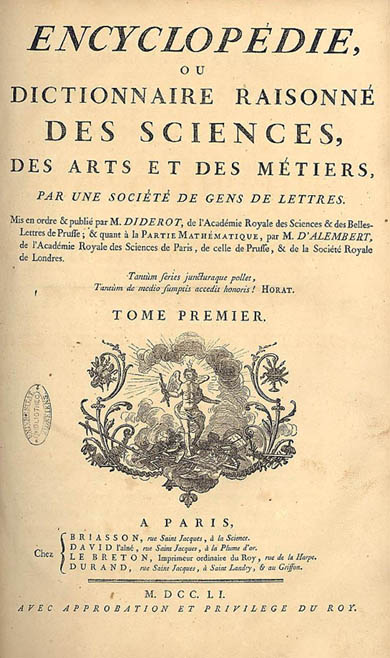 ENCYCLOPÉDIE,
OU
DICTIONNAIRE RAISONNÉ
DES SCIENCES,
DES ARTS ET DES MÉTIERS,
PAR UNE SOCIÉTÉ DE GENS DE LETTRES.
Mis en ordre & publié par M. DIDEROT, de l'Académie Royale des Sciences & des Belles-
Lettres de Prusse; & quant à la PARTIE MATHÉMATIQUE, par M. D'ALEMBERT,
de l'Académie Royale des Sciences de Paris, de celle de Prusse, & de la Société Royale
de Londres.
Tantùm series juncturaque pollet,
Tantùm de medio sumptis accedit honoris! HORAT.
TOME PREMIER.
A PARIS,
Chez
BRIASSON, rue Saint Jacques, à la Science.
DAVID l'aîné, rue Saint Jacques, à la Plume d'or.
LE BRETON, Imprimeur ordinaire du Roy, rue de la Harpe.
DURAND, rue Saint Jacques, à Saint Landry, & au Griffon.
M. DCC. LI.
AVEC APPROBATION ET PRIVILEGE DU ROY.